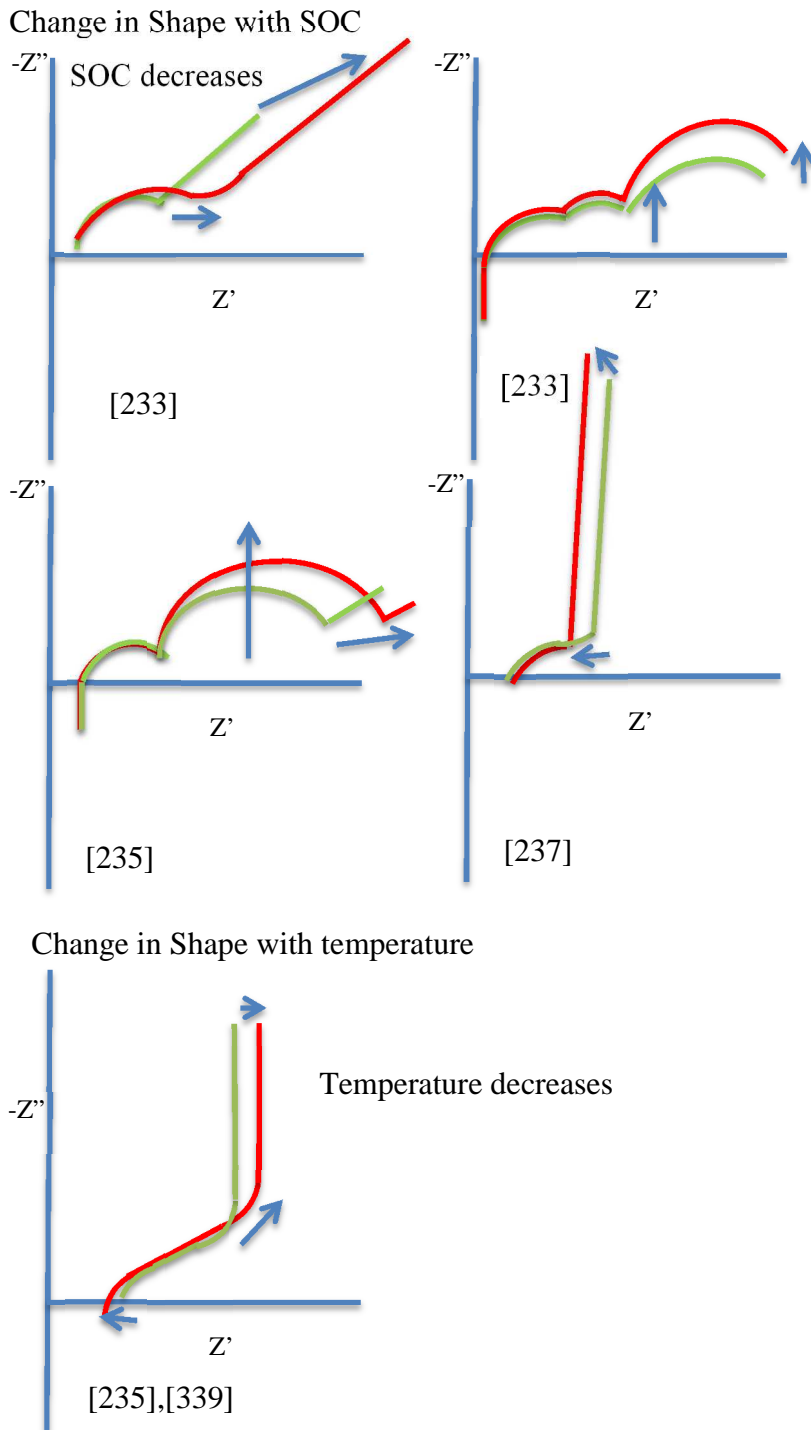 Change in Shape with SOC
-Z”
SOC decreases
Z’
[233]
-Z”
Z’
[233]
-Z”
Z’
[235]
-Z”
Z’
[237]
Change in Shape with temperature
-Z”
Temperature decreases
Z’
[235],[339]